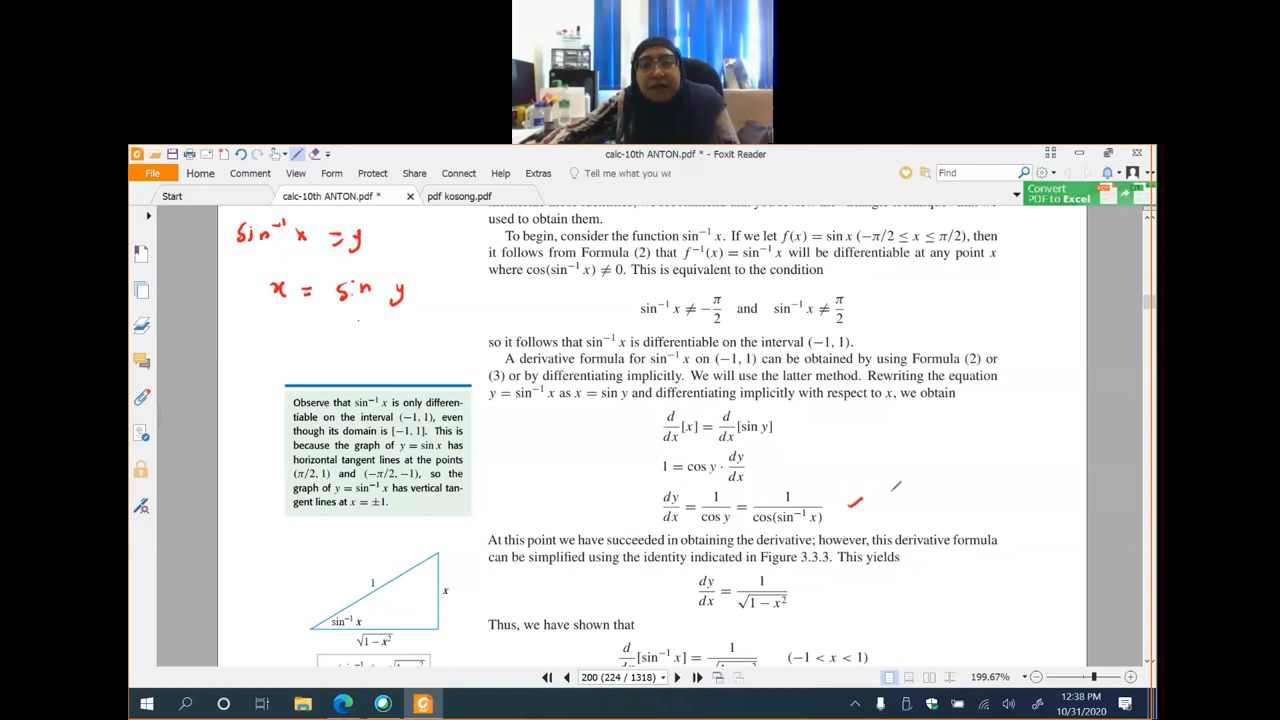 calc-10th ANTON.pdf * - Foxit Reader
File Home Comment View Form Protect Share Connect Help Extras Tell me what you wa Find
Start calc-10th ANTON.pdf * pdf kosong.pdf
Convert
PDF to Excel
sin⁻¹ x = y
x = sin y
used to obtain them.
To begin, consider the function sin⁻¹ x. If we let f(x) = sin x (−π/2 ≤ x ≤ π/2), then
it follows from Formula (2) that f⁻¹(x) = sin⁻¹ x will be differentiable at any point x
where cos(sin⁻¹ x) ≠ 0. This is equivalent to the condition
sin⁻¹ x ≠ −π/2 and sin⁻¹ x ≠ π/2
so it follows that sin⁻¹ x is differentiable on the interval (−1, 1).
A derivative formula for sin⁻¹ x on (−1, 1) can be obtained by using Formula (2) or
(3) or by differentiating implicitly. We will use the latter method. Rewriting the equation
y = sin⁻¹ x as x = sin y and differentiating implicitly with respect to x, we obtain
d/dx [x] = d/dx [sin y]
1 = cos y · dy/dx
dy/dx = 1/cos y = 1/cos(sin⁻¹ x)
At this point we have succeeded in obtaining the derivative; however, this derivative formula
can be simplified using the identity indicated in Figure 3.3.3. This yields
dy/dx = 1/√1 − x²
Thus, we have shown that
d/dx [sin⁻¹ x] = 1/ (−1 < x < 1)
Observe that sin⁻¹ x is only differen-
tiable on the interval (−1, 1), even
though its domain is [−1, 1]. This is
because the graph of y = sin x has
horizontal tangent lines at the points
(π/2, 1) and (−π/2, −1), so the
graph of y = sin⁻¹ x has vertical tan-
gent lines at x = ±1.
1
x
sin⁻¹ x
√1 − x²
200 (224 / 1318) 199.67%
12:38 PM
10/31/2020